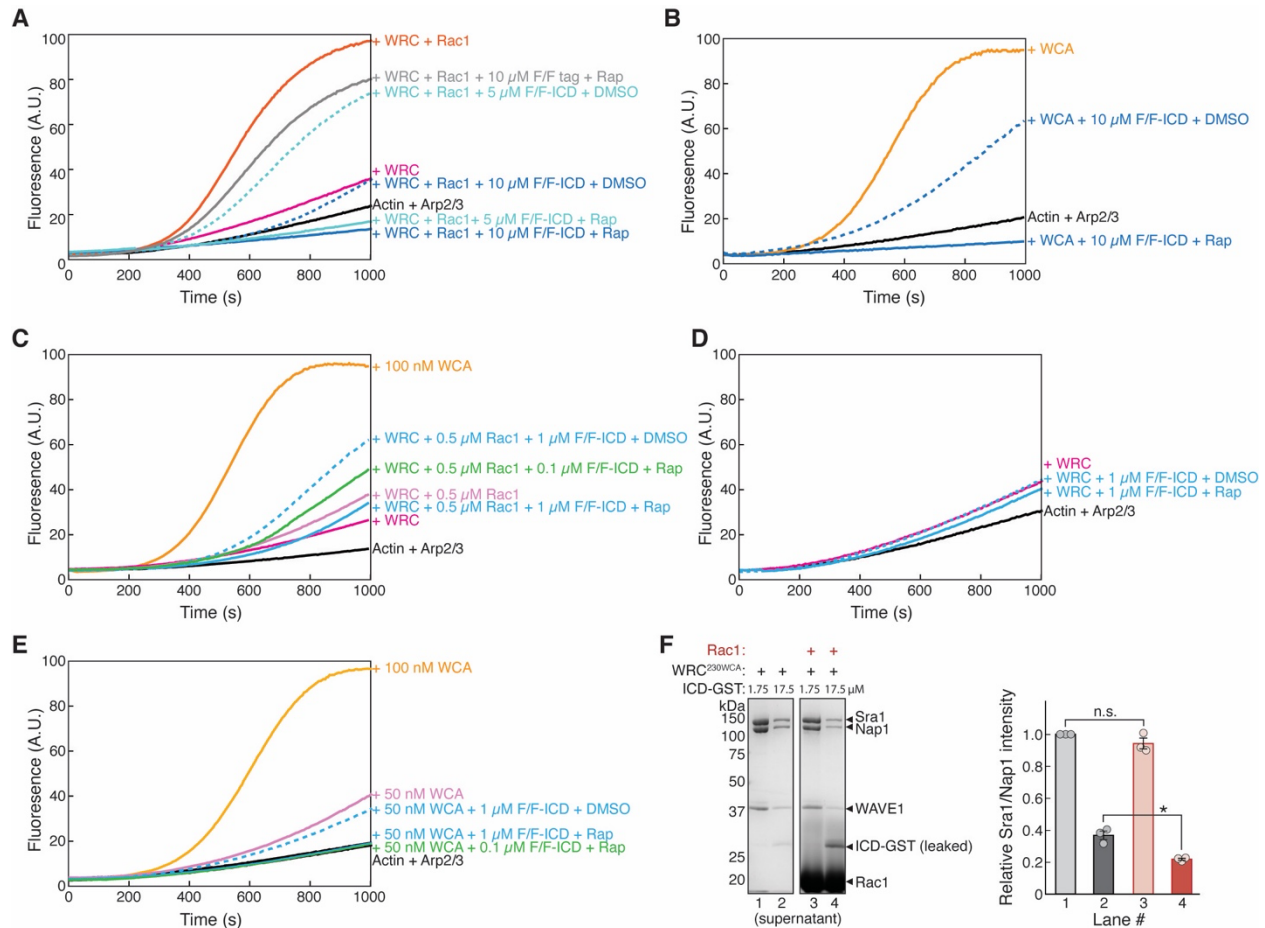 A
Fluoresence (A.U.)
100
80
60
40
20
0
0 200 400 600 800 1000
Time (s)
+ WRC + Rac1
+ WRC + Rac1 + 10 µM F/F tag + Rap
+ WRC + Rac1 + 5 µM F/F-ICD + DMSO
+ WRC
+ WRC + Rac1 + 10 µM F/F-ICD + DMSO
Actin + Arp2/3
+ WRC + Rac1+ 5 µM F/F-ICD + Rap
+ WRC + Rac1 + 10 µM F/F-ICD + Rap
B
Fluoresence (A.U.)
100
80
60
40
20
0
0 200 400 600 800 1000
Time (s)
+ WCA
+ WCA + 10 µM F/F-ICD + DMSO
Actin + Arp2/3
+ WCA + 10 µM F/F-ICD + Rap
C
Fluoresence (A.U.)
100
80
60
40
20
0
0 200 400 600 800 1000
Time (s)
+ 100 nM WCA
+ WRC + 0.5 µM Rac1 + 1 µM F/F-ICD + DMSO
+ WRC + 0.5 µM Rac1 + 0.1 µM F/F-ICD + Rap
+ WRC + 0.5 µM Rac1
+ WRC + 0.5 µM Rac1 + 1 µM F/F-ICD + Rap
+ WRC
Actin + Arp2/3
D
Fluoresence (A.U.)
100
80
60
40
20
0
0 200 400 600 800 1000
Time (s)
+ WRC
+ WRC + 1 µM F/F-ICD + DMSO
+ WRC + 1 µM F/F-ICD + Rap
Actin + Arp2/3
E
Fluoresence (A.U.)
100
80
60
40
20
0
0 200 400 600 800 1000
Time (s)
+ 100 nM WCA
+ 50 nM WCA
+ 50 nM WCA + 1 µM F/F-ICD + DMSO
+ 50 nM WCA + 1 µM F/F-ICD + Rap
+ 50 nM WCA + 0.1 µM F/F-ICD + Rap
Actin + Arp2/3
F
Rac1: + +
WRC230WCA: + + + +
ICD-GST: 1.75 17.5 1.75 17.5 µM
kDa
150
100
75
50
37
25
20
Sra1
Nap1
WAVE1
ICD-GST (leaked)
Rac1
1 2 3 4
(supernatant)
Relative Sra1/Nap1 intensity
1.0
0.8
0.6
0.4
0.2
0
n.s.
*
1 2 3 4
Lane #